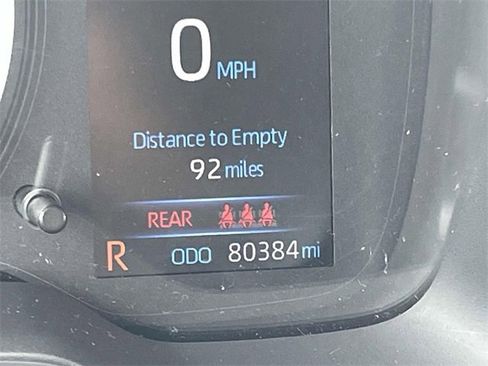 0 MPH
Distance to Empty
92 miles
REAR
R ODO 80384 mi